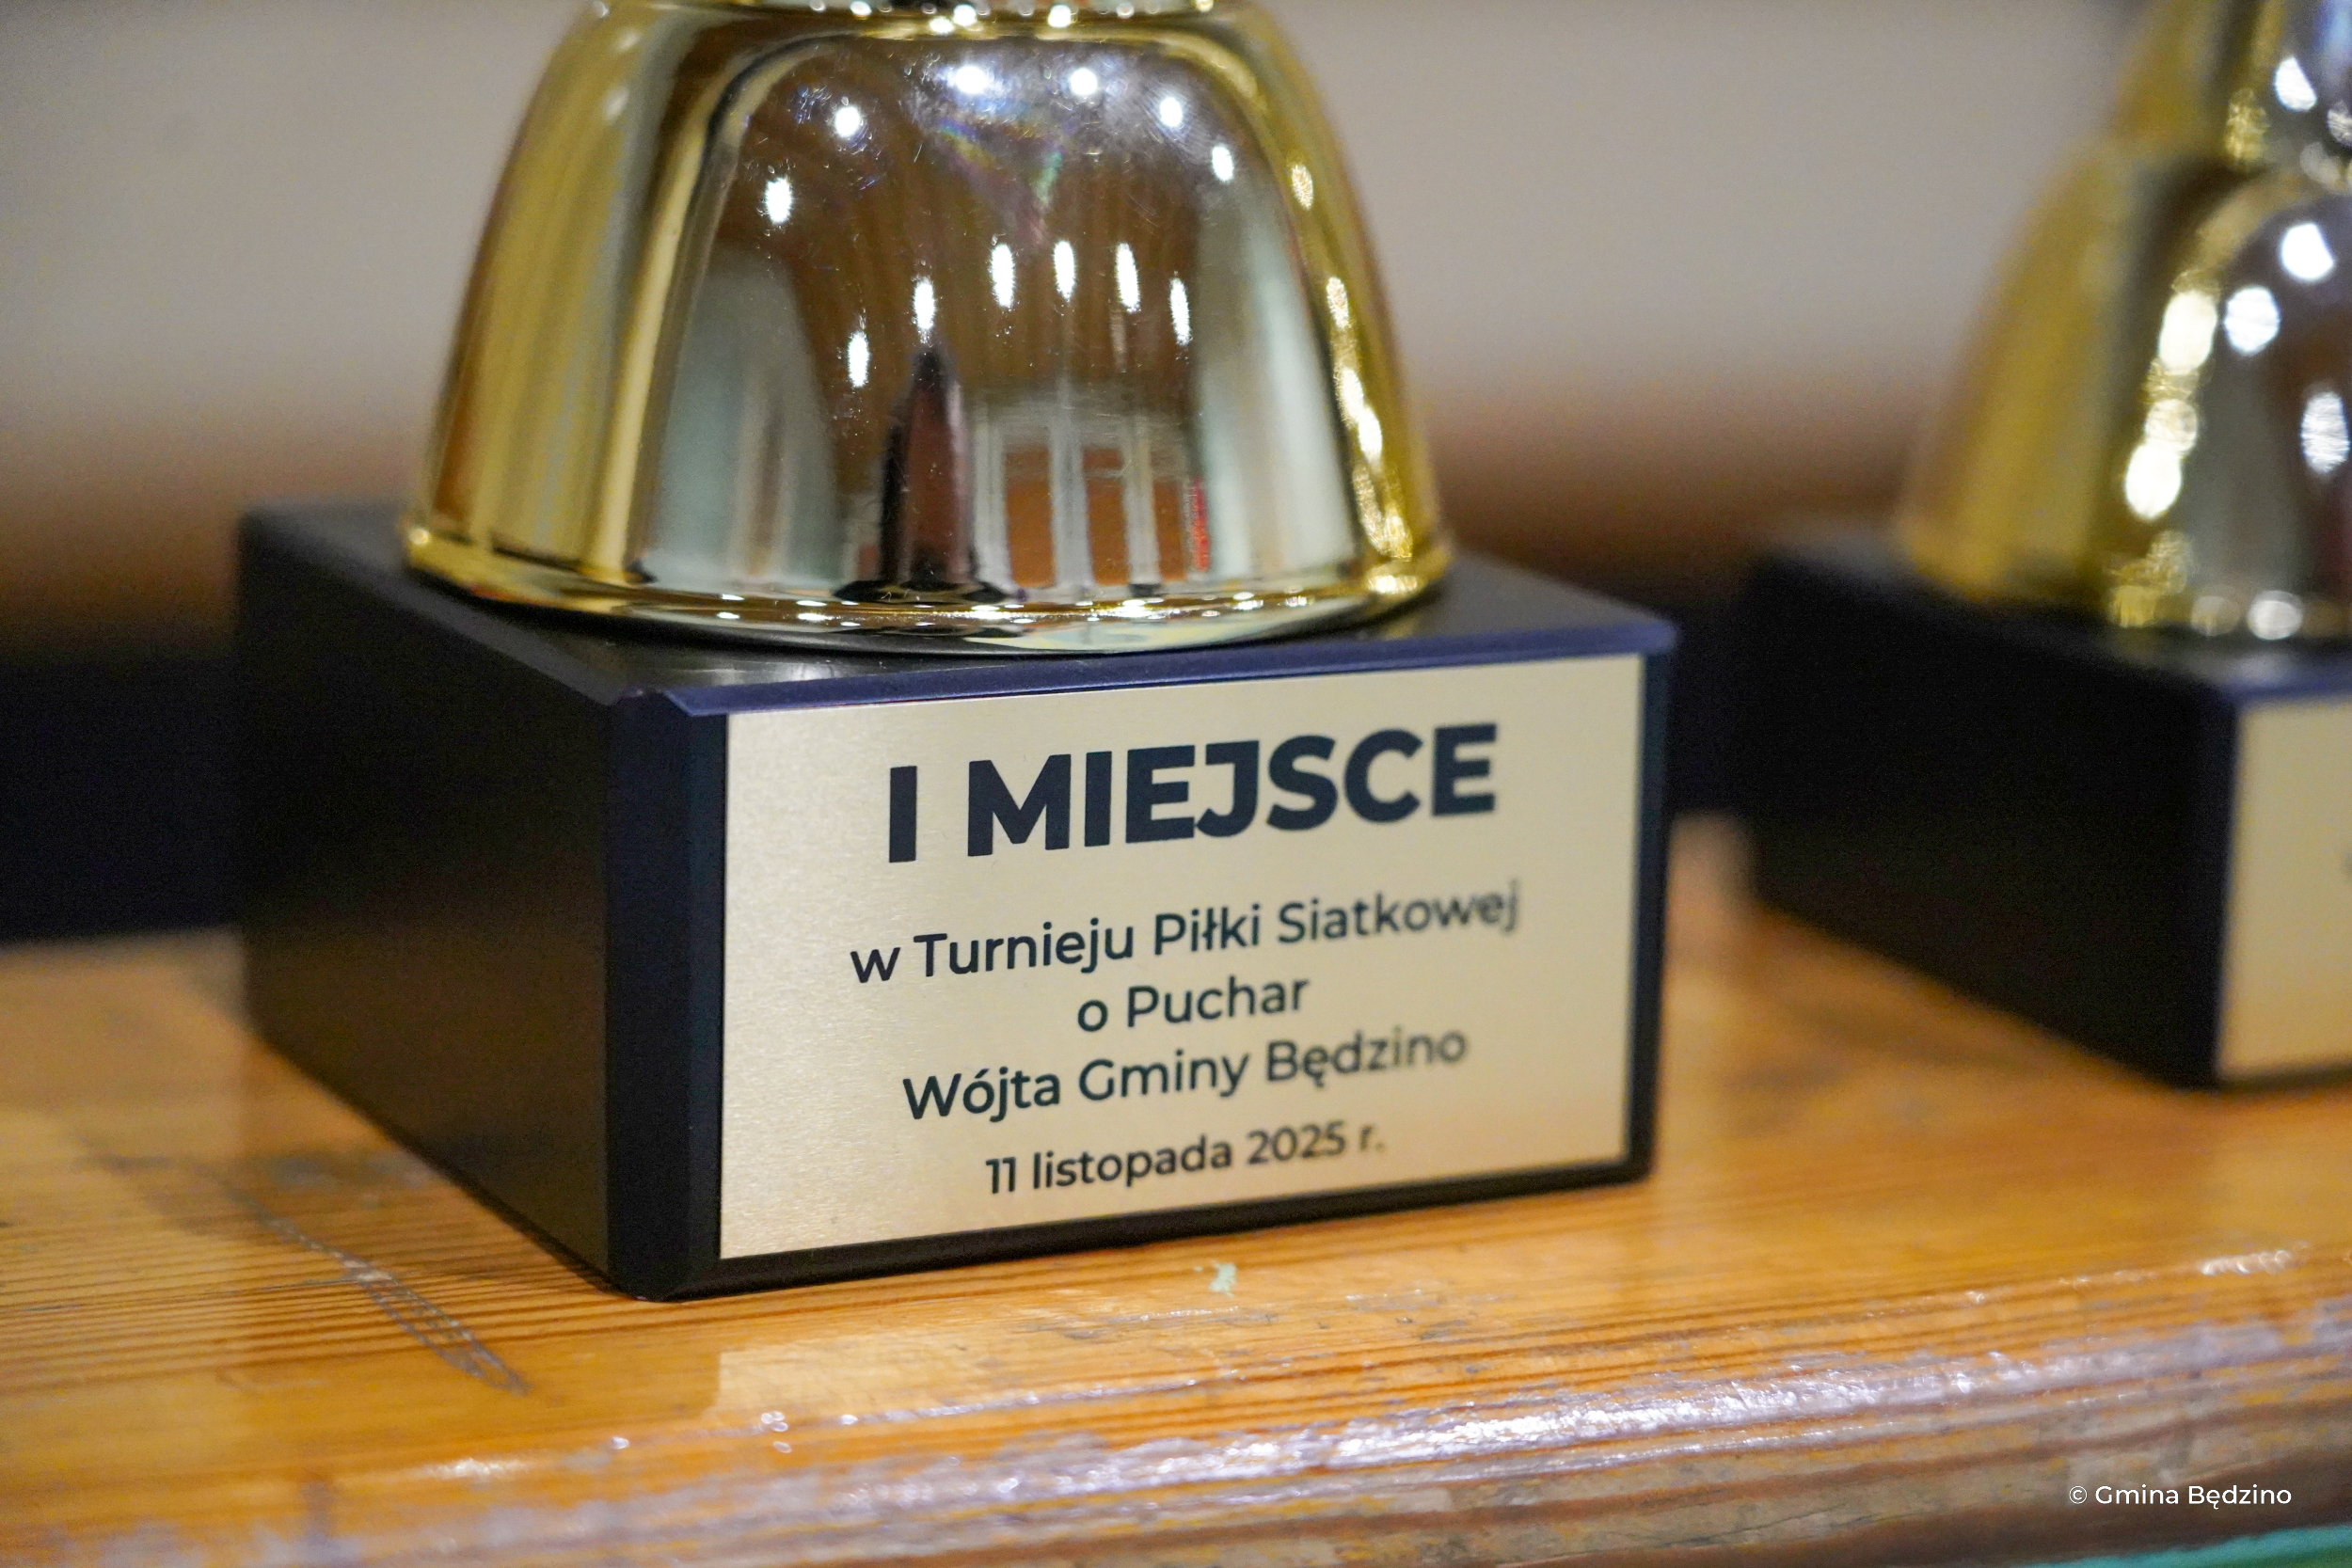 I MIEJSCE
w Turnieju Piłki Siatkowej
o Puchar
Wójta Gminy Będzino
11 listopada 2025 r.
© Gmina Będzino